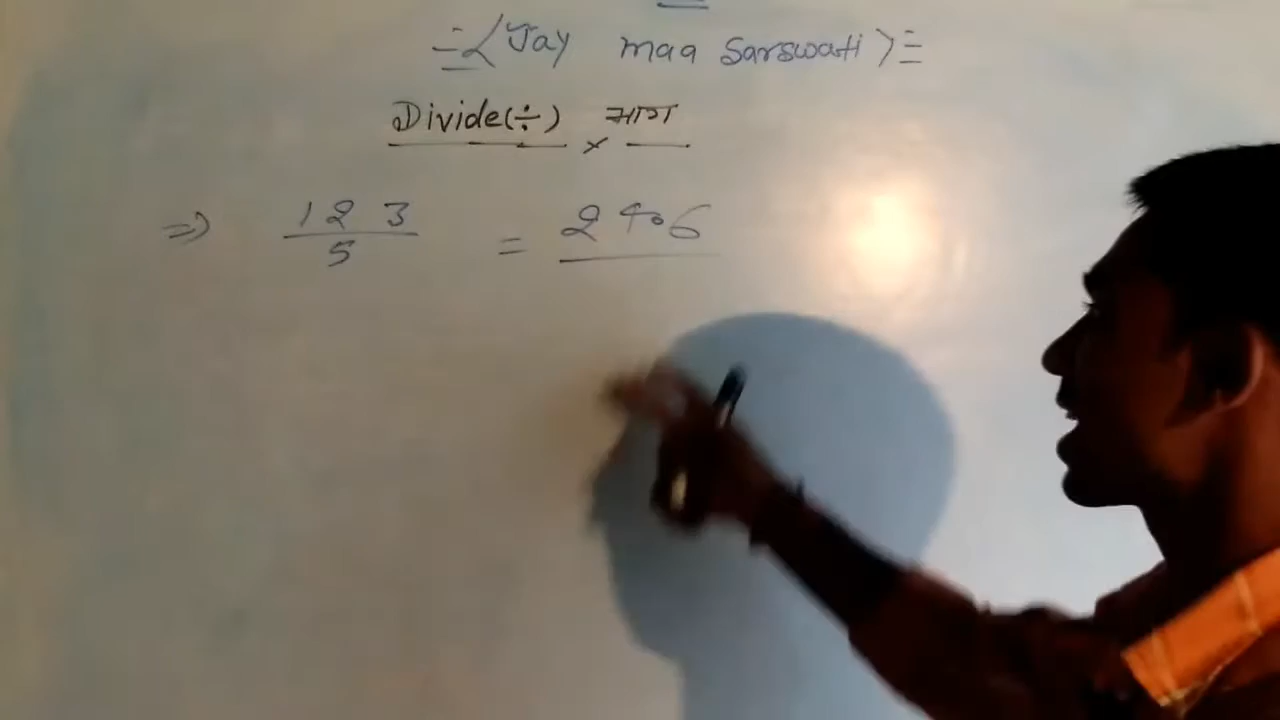 =<Jay maa Sarswati>=
Divide(÷) × भाग
=> 123/5 = 24.6